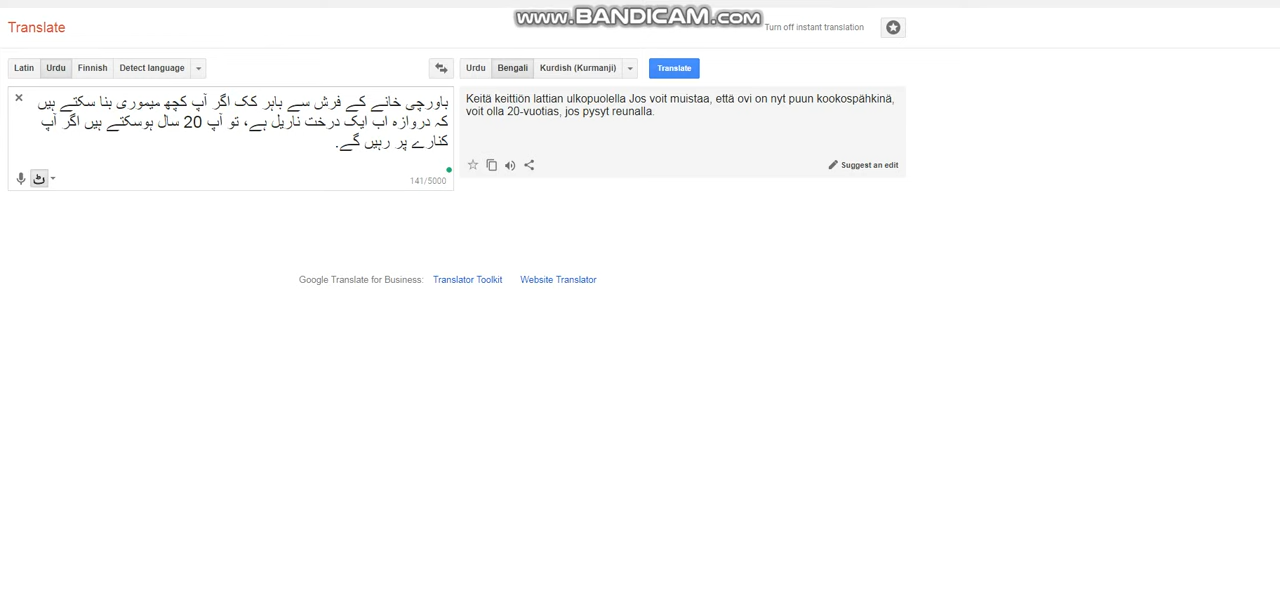 www.BANDICAM.com
Translate
Turn off instant translation
Latin Urdu Finnish Detect language
Urdu Bengali Kurdish (Kurmanji) Translate
باورچی خانے کے فرش سے باہر کک اگر آپ کچھ میموری بنا سکتے ہیں
کہ دروازہ اب ایک درخت ناریل ہے، تو آپ 20 سال ہوسکتے ہیں اگر آپ
کنارے پر رہیں گے.
ٹ
141/5000
Keitä keittiön lattian ulkopuolella Jos voit muistaa, että ovi on nyt puun kookospähkinä,
voit olla 20-vuotias, jos pysyt reunalla.
Suggest an edit
Google Translate for Business: Translator Toolkit Website Translator